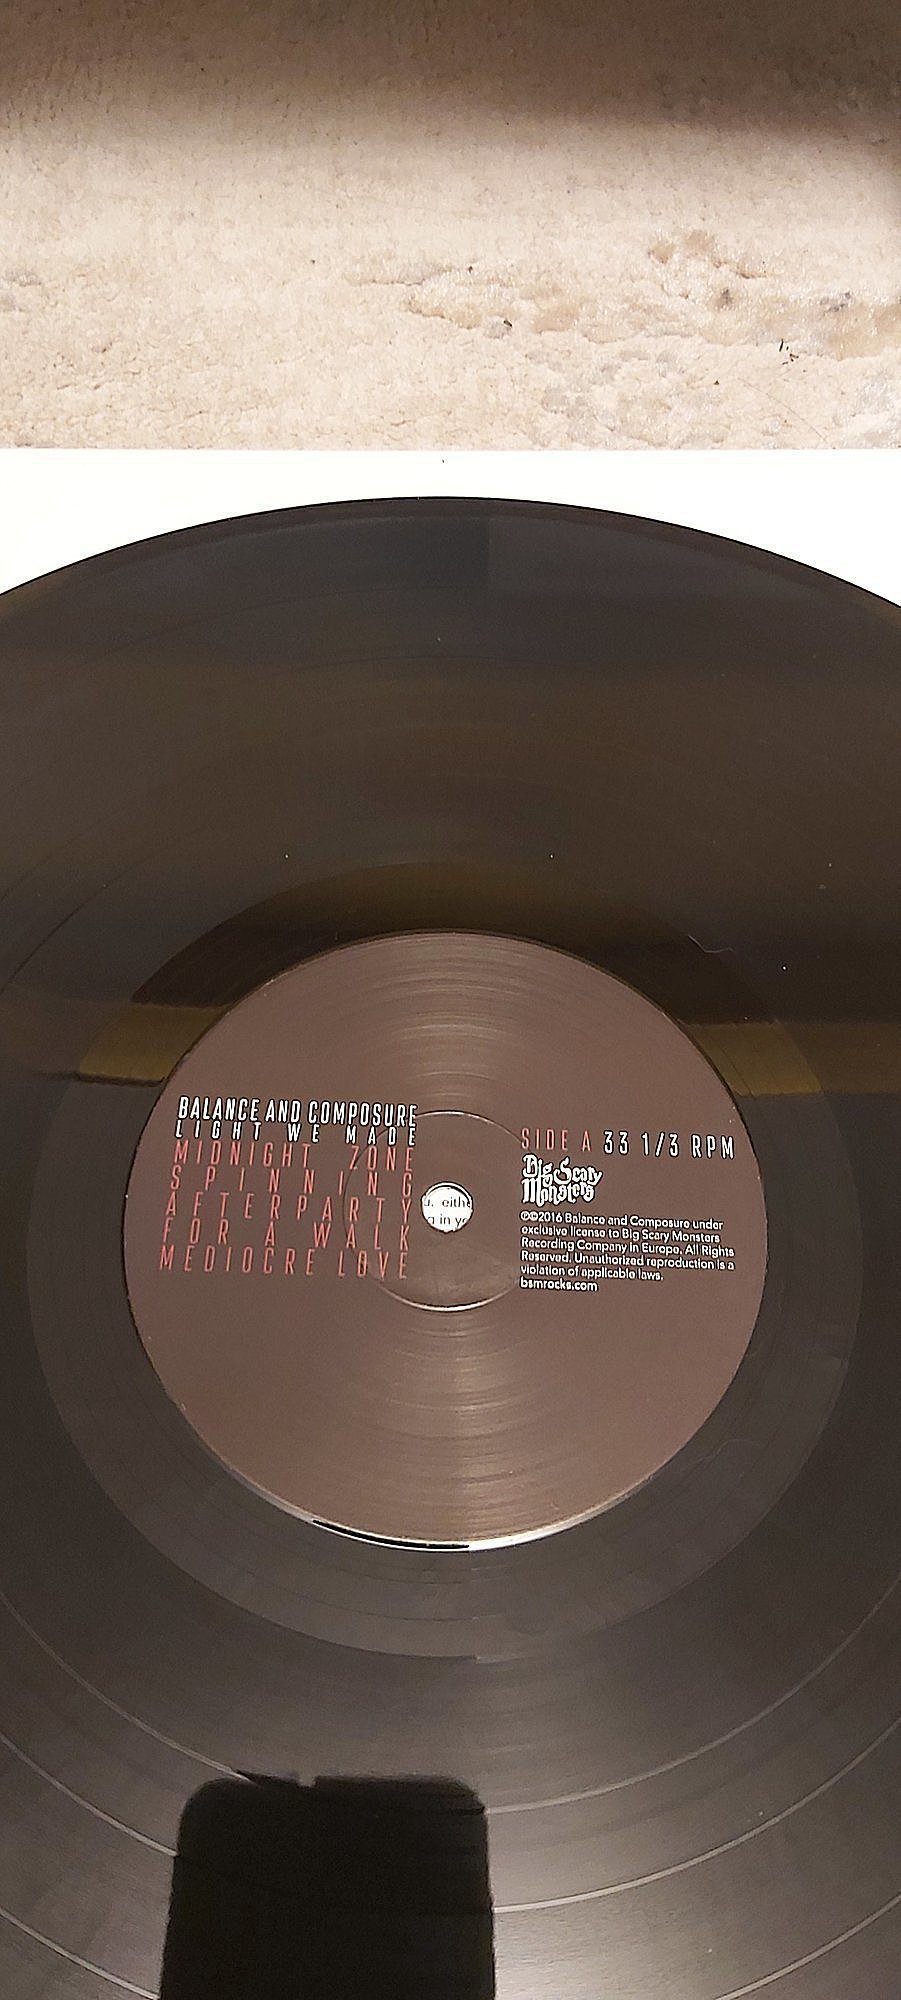 BALANCE AND COMPOSURE
LIGHT WE MADE
MIDNIGHT ZONE
SPINNING
AFTERPARTY
FOR A WALK
MEDIOCRE LOVE
SIDE A 33 1/3 RPM
Big Scary
Monsters
℗©2016 Balance and Composure under
exclusive license to Big Scary Monsters
Recording Company in Europe. All Rights
Reserved. Unauthorized reproduction is a
violation of applicable laws.
bsmrocks.com